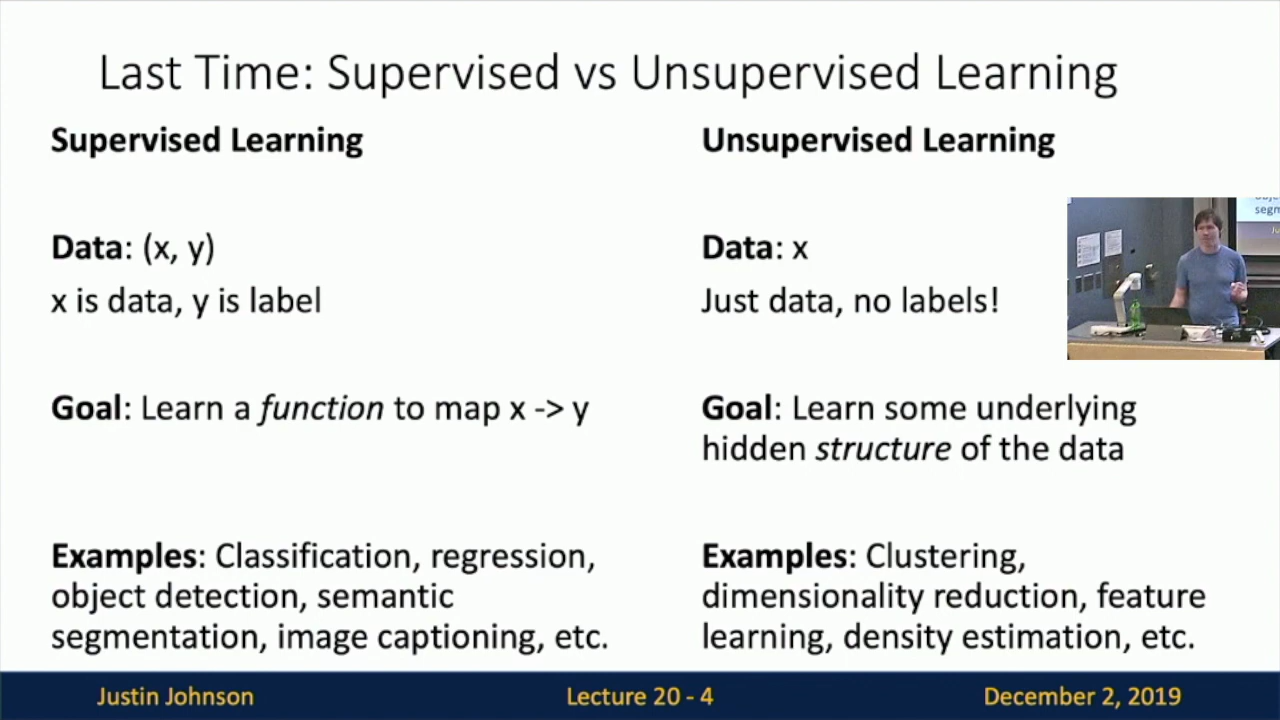 Last Time: Supervised vs Unsupervised Learning
Supervised Learning
Data: (x, y)
x is data, y is label
Goal: Learn a function to map x -> y
Examples: Classification, regression,
object detection, semantic
segmentation, image captioning, etc.
Unsupervised Learning
Data: x
Just data, no labels!
Goal: Learn some underlying
hidden structure of the data
Examples: Clustering,
dimensionality reduction, feature
learning, density estimation, etc.
Justin Johnson
Lecture 20 - 4
December 2, 2019